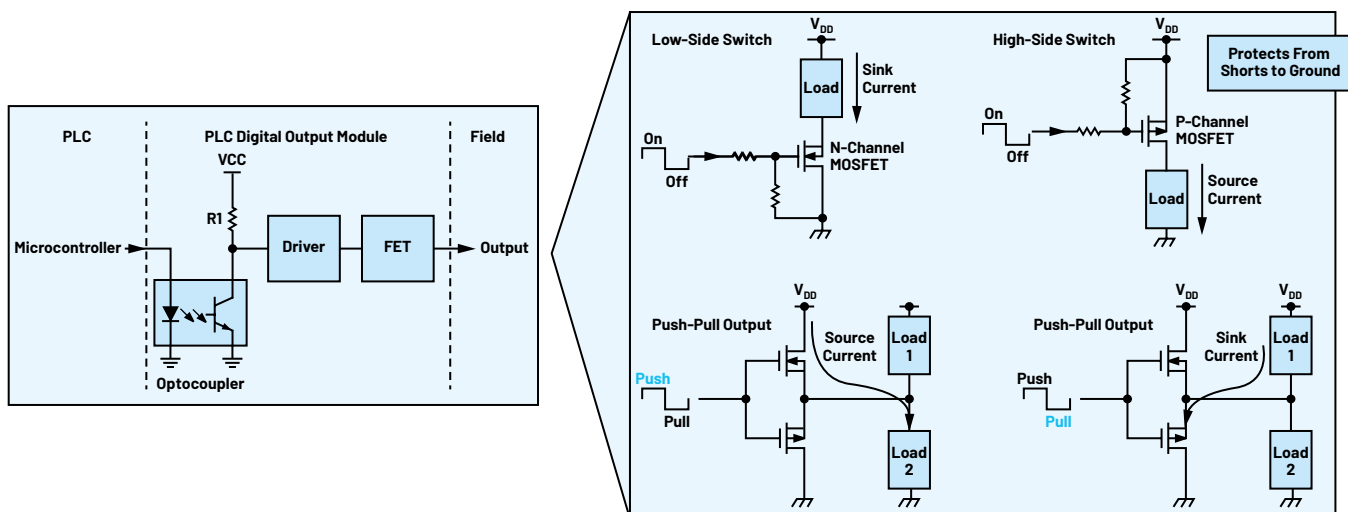 PLC
PLC Digital Output Module
Field
VCC
R1
Microcontroller
Driver
FET
Output
Optocoupler
Low-Side Switch
VDD
Load
Sink
Current
On
Off
N-Channel
MOSFET
High-Side Switch
VDD
Protects From
Shorts to Ground
On
Off
P-Channel
MOSFET
Load
Source
Current
Push-Pull Output
VDD
Source
Current
Load
1
Push
Pull
Load
2
Push-Pull Output
VDD
Sink
Current
Load
1
Push
Pull
Load
2